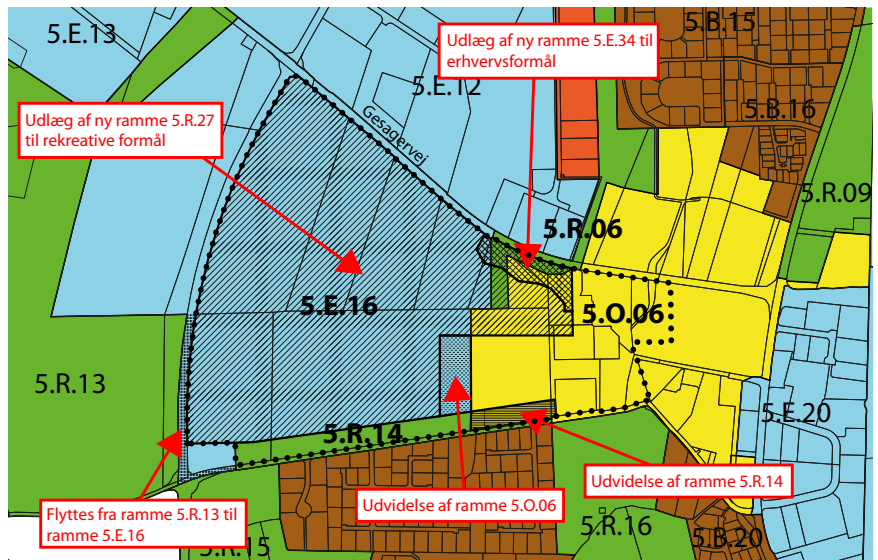 5.E.13
Udlæg af ny ramme 5.E.34 til
erhvervsformål
5.B.15
5.E.12
5.B.16
Udlæg af ny ramme 5.R.27
til rekreative formål
Gesagervej
5.R.09
5.R.06
5.E.16
5.O.06
5.R.13
5.E.20
5.R.14
Udvidelse af ramme 5.R.14
Udvidelse af ramme 5.O.06
Flyttes fra ramme 5.R.13 til
ramme 5.E.16
5.R.16
5.B.20
5.R.15